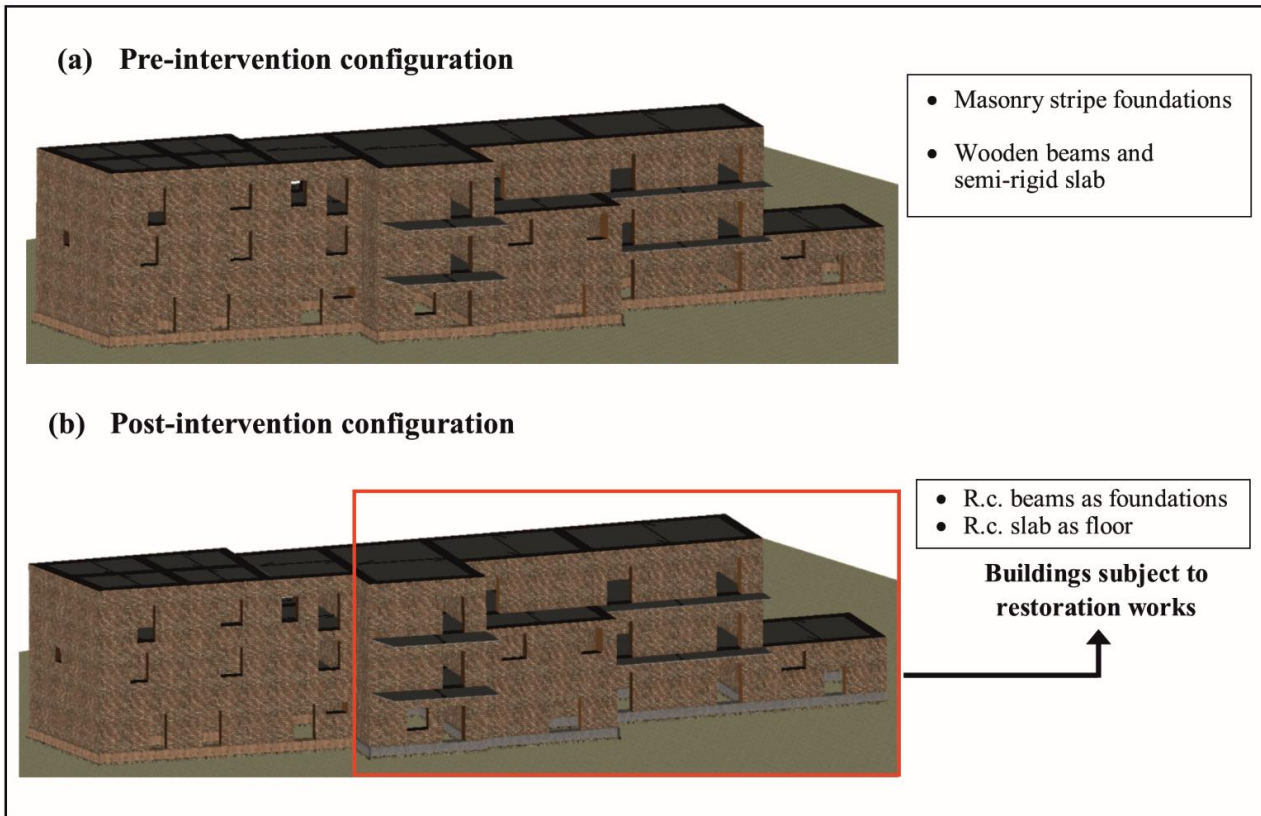 (a) Pre-intervention configuration
• Masonry stripe foundations
• Wooden beams and
semi-rigid slab
(b) Post-intervention configuration
• R.c. beams as foundations
• R.c. slab as floor
Buildings subject to
restoration works